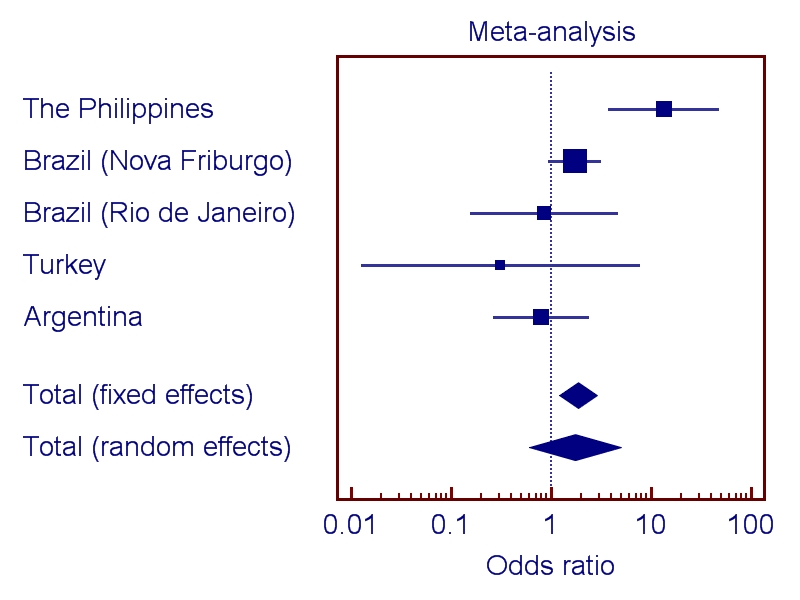 Meta-analysis
The Philippines
Brazil (Nova Friburgo)
Brazil (Rio de Janeiro)
Turkey
Argentina
Total (fixed effects)
Total (random effects)
0.01 0.1 1 10 100
Odds ratio